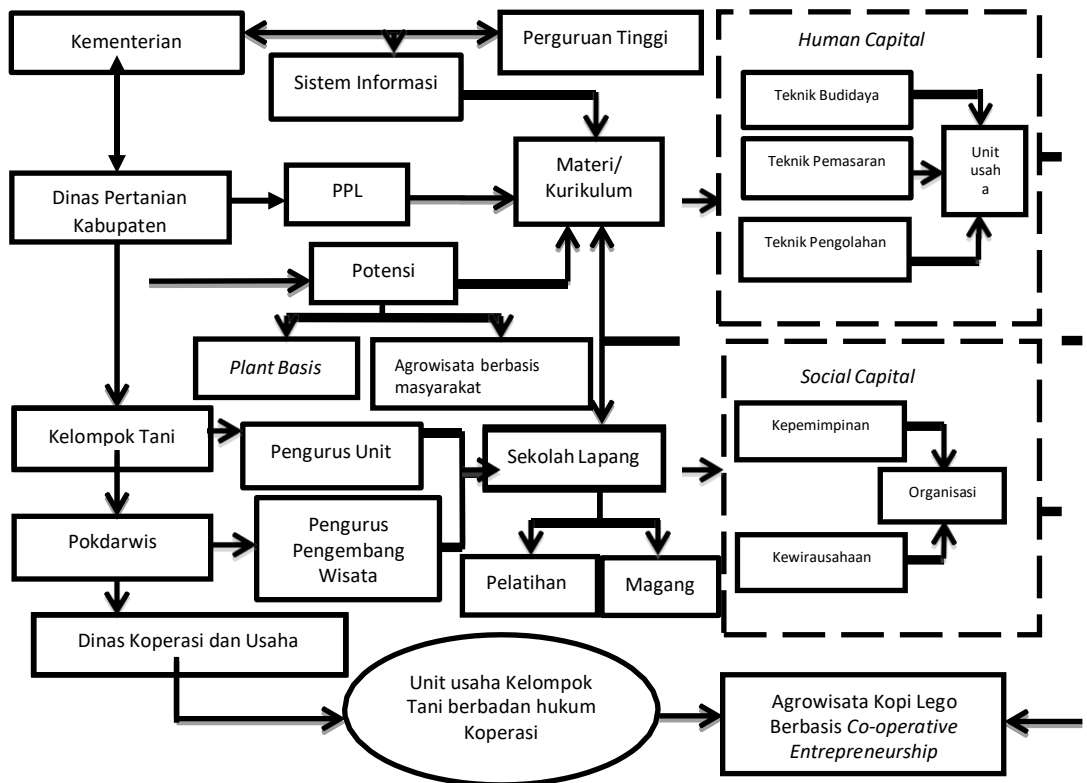 Kementerian
Perguruan Tinggi
Human Capital
Sistem Informasi
Teknik Budidaya
Materi/
Kurikulum
Teknik Pemasaran
Unit
usah
a
Dinas Pertanian
Kabupaten
PPL
Teknik Pengolahan
Potensi
Plant Basis
Agrowisata berbasis
masyarakat
Social Capital
Kelompok Tani
Pengurus Unit
Sekolah Lapang
Kepemimpinan
Organisasi
Pokdarwis
Pengurus
Pengembang
Wisata
Kewirausahaan
Pelatihan
Magang
Dinas Koperasi dan Usaha
Unit usaha Kelompok
Tani berbadan hukum
Koperasi
Agrowisata Kopi Lego
Berbasis Co-operative
Entrepreneurship